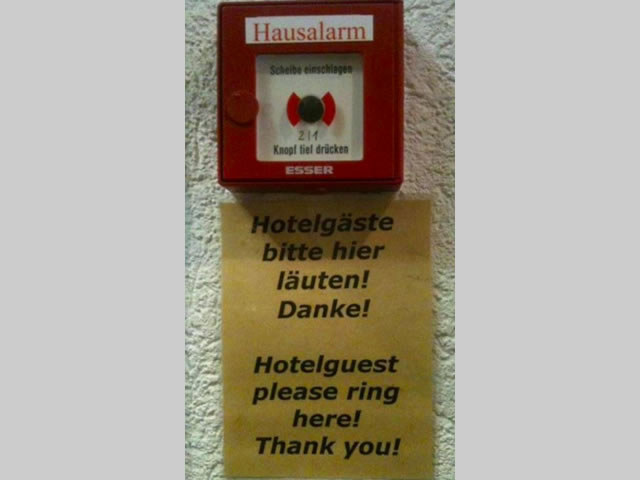 Hausalarm
Scheibe einschlagen
2/1
Knopf tief drücken
ESSER
Hotelgäste
bitte hier
läuten!
Danke!
Hotelguest
please ring
here!
Thank you!